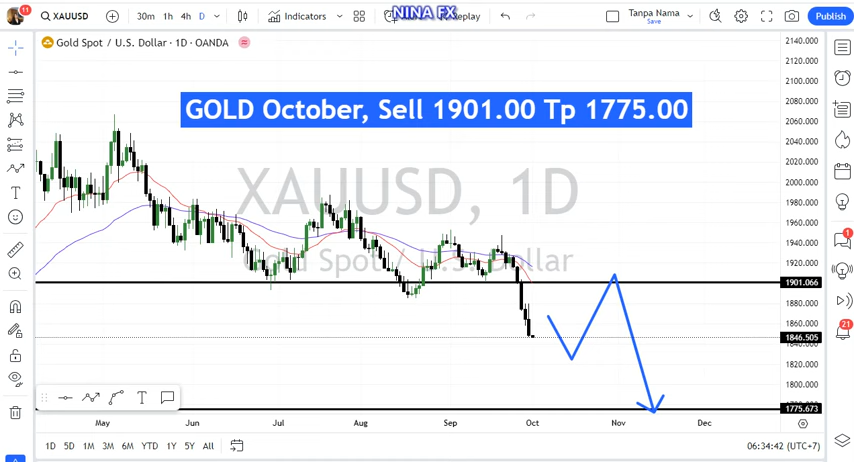 11
XAUUSD
30m 1h 4h D
Indicators
NINA FX
Replay
Tanpa Nama
Save
Publish
Gold Spot / U.S. Dollar · 1D · OANDA
GOLD October, Sell 1901.00 Tp 1775.00
XAUUSD, 1D
Gold Spot / U.S. Dollar
2140.000
2120.000
2100.000
2080.000
2060.000
2040.000
2020.000
2000.000
1980.000
1960.000
1940.000
1920.000
1901.066
1880.000
1860.000
1846.505
1820.000
1800.000
1775.673
1
21
May Jun Jul Aug Sep Oct Nov Dec
1D 5D 1M 3M 6M YTD 1Y 5Y All
06:34:42 (UTC+7)